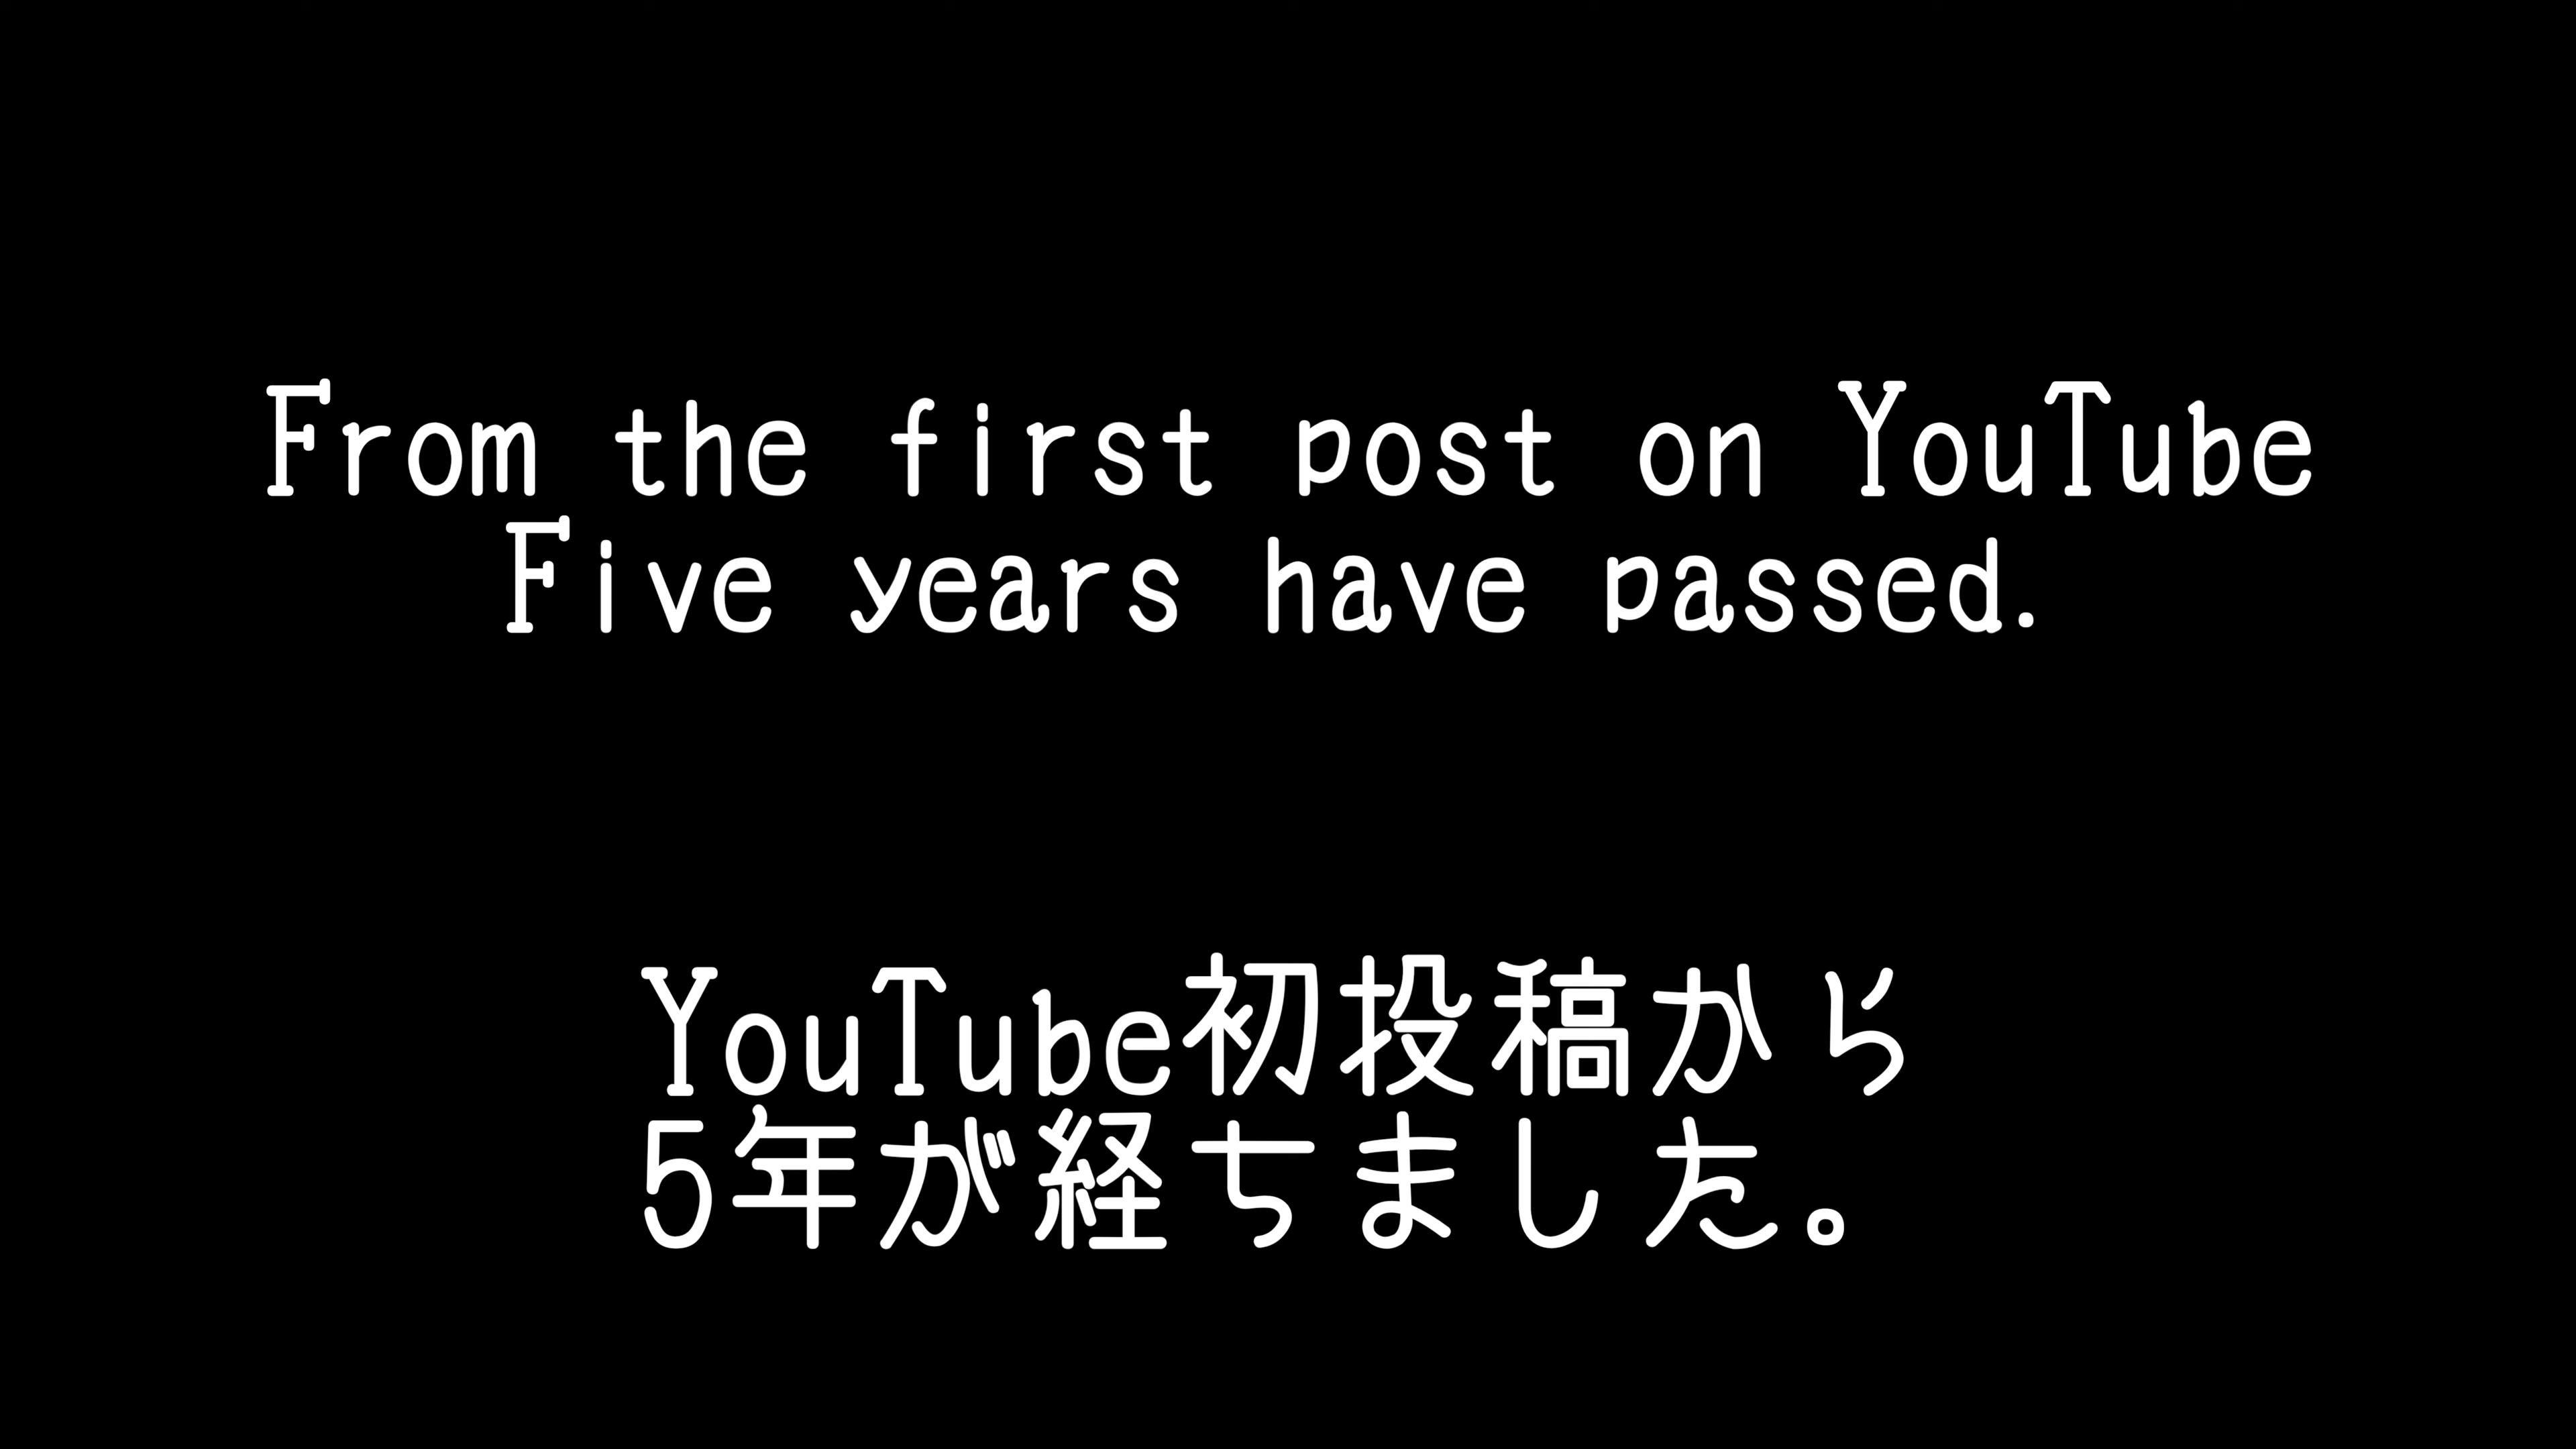 From the first post on YouTube
Five years have passed.
YouTube初投稿から
5年が経ちました。